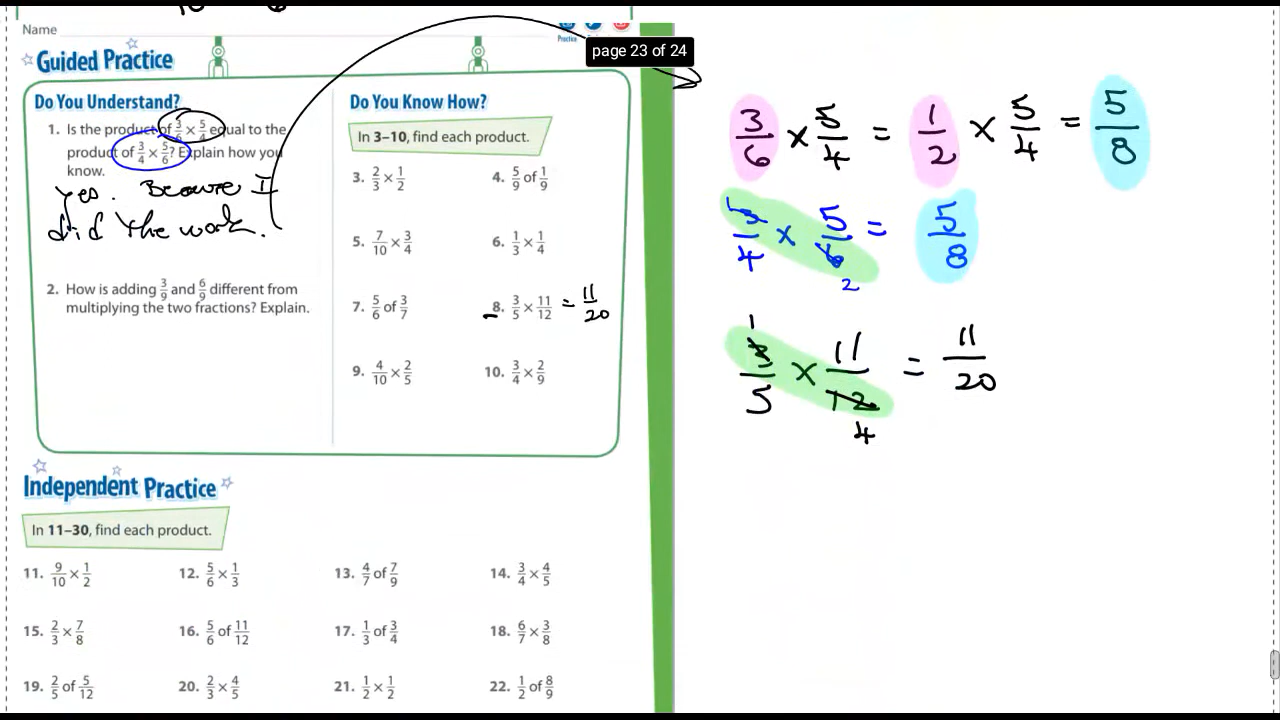 Name
Practice
page 23 of 24
Guided Practice
Do You Understand?
1. Is the product of 3/6 × 5/4 equal to the
product of 3/4 × 5/6? Explain how you
know.
Yes. Because I
did the work.
2. How is adding 3/9 and 6/9 different from
multiplying the two fractions? Explain.
Do You Know How?
In 3–10, find each product.
3. 2/3 × 1/2
4. 5/9 of 1/9
5. 7/10 × 3/4
6. 1/3 × 1/4
7. 5/6 of 3/7
8. 3/5 × 11/12 = 11/20
9. 4/10 × 2/5
10. 3/4 × 2/9
Independent Practice
In 11–30, find each product.
11. 9/10 × 1/2
12. 5/6 × 1/3
13. 4/7 of 7/9
14. 3/4 × 4/5
15. 2/3 × 7/8
16. 5/6 of 11/12
17. 1/3 of 3/4
18. 6/7 × 3/8
19. 2/5 of 5/12
20. 2/3 × 4/5
21. 1/2 × 1/2
22. 1/2 of 8/9
3/6 × 5/4 = 1/2 × 5/4 = 5/8
1
3/4 × 5/6 = 5/8
2
1
3/5 × 11/12 = 11/20
4